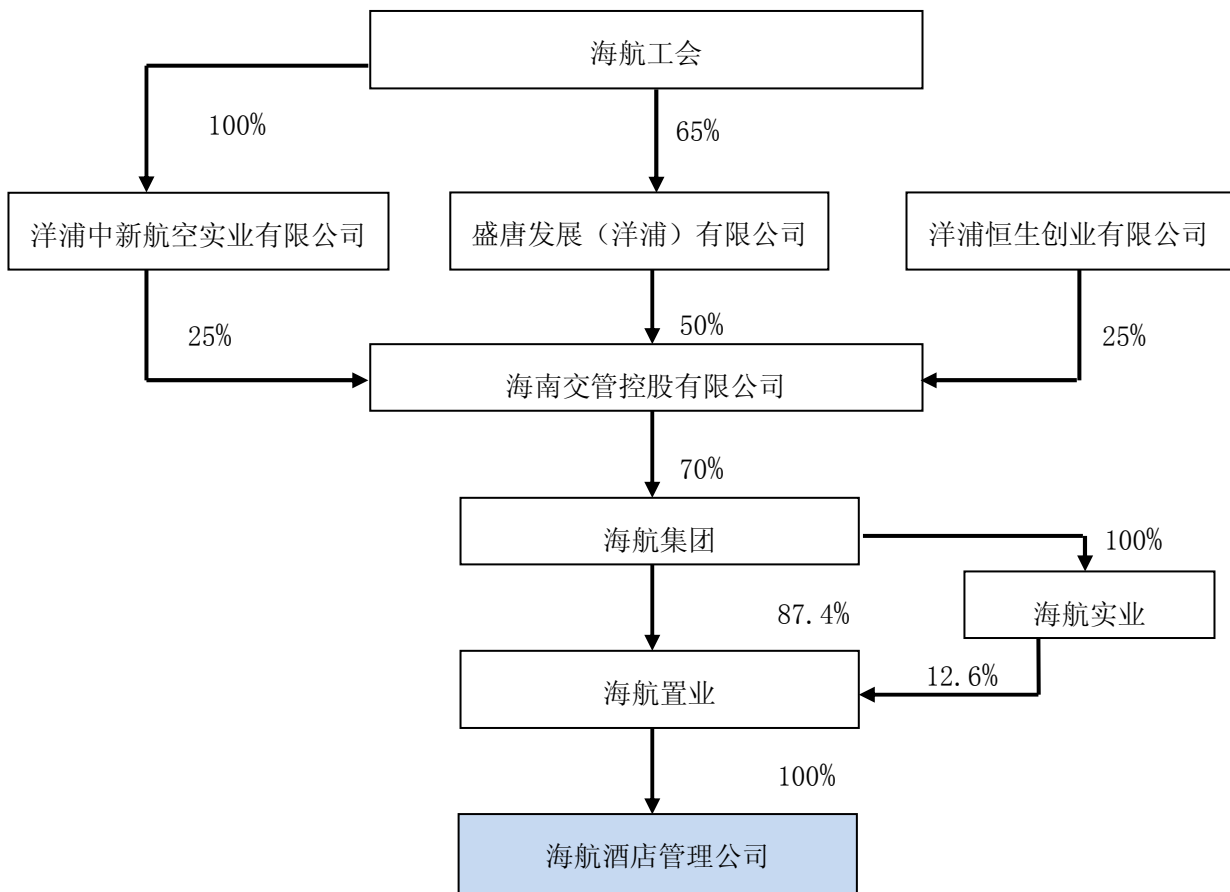 海航工会
100%
65%
洋浦中新航空实业有限公司
盛唐发展（洋浦）有限公司
洋浦恒生创业有限公司
25%
50%
25%
海南交管控股有限公司
70%
海航集团
100%
87.4%
海航实业
12.6%
海航置业
100%
海航酒店管理公司